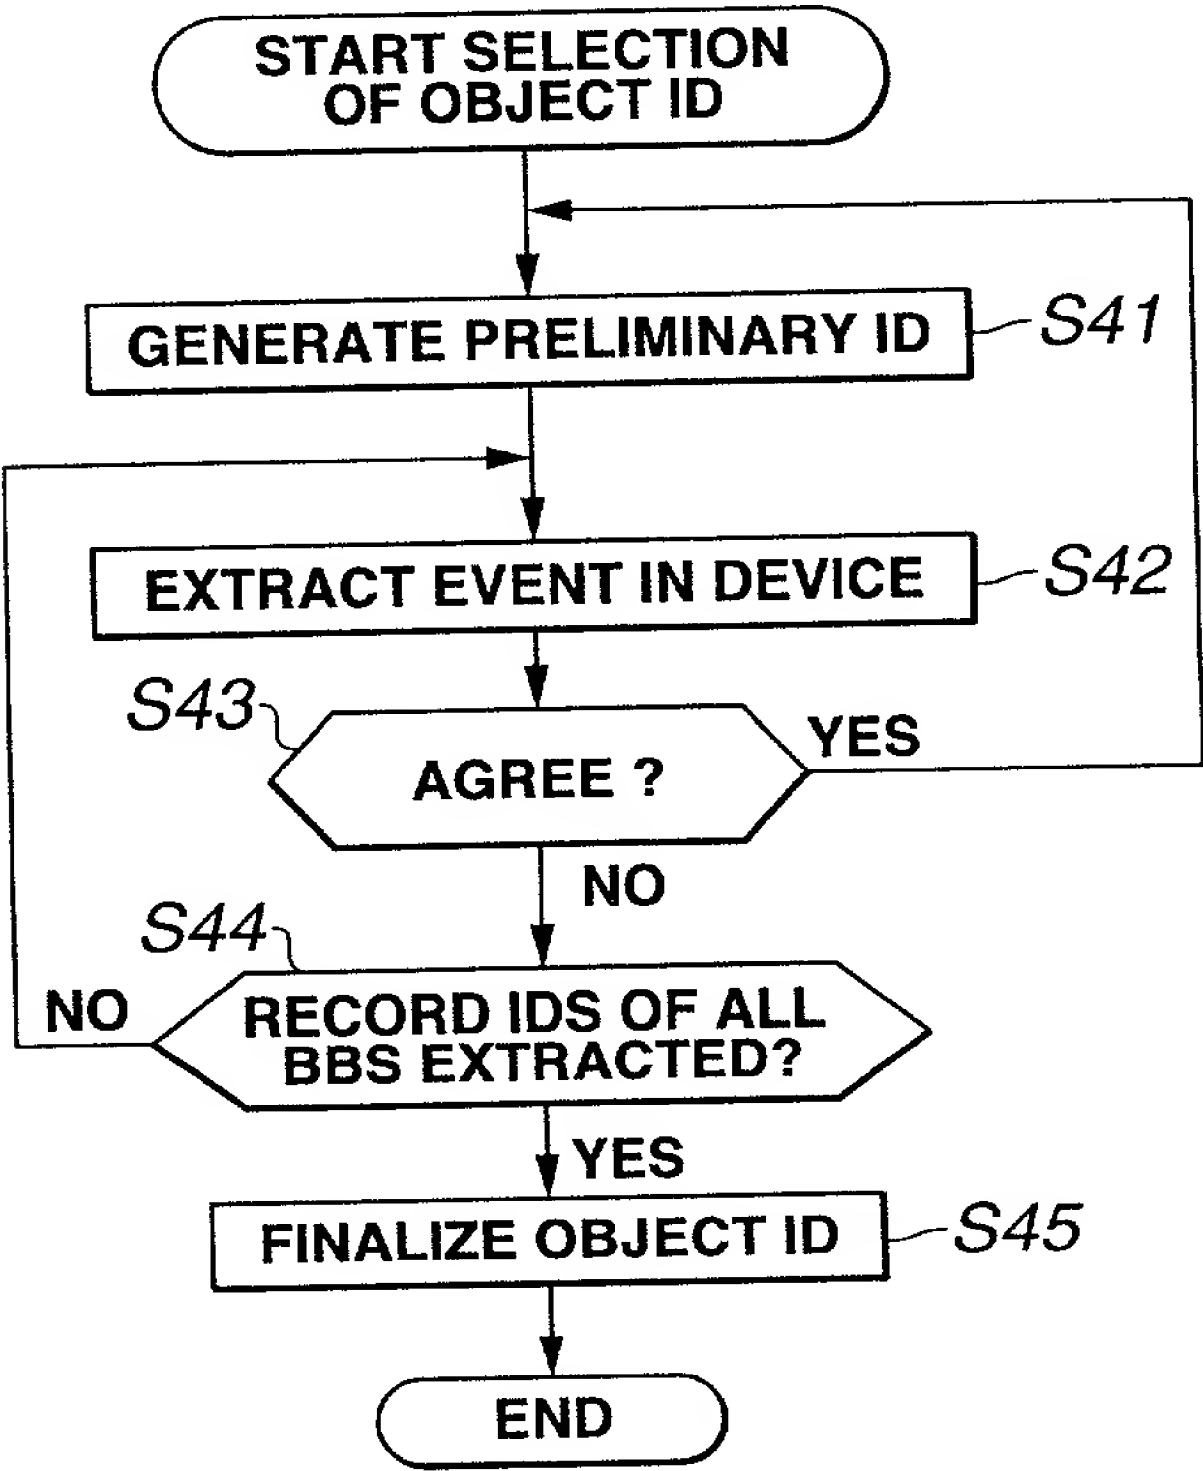 START SELECTION
OF OBJECT ID
GENERATE PRELIMINARY ID
S41
EXTRACT EVENT IN DEVICE
S42
S43
AGREE ?
YES
NO
S44
NO
RECORD IDS OF ALL
BBS EXTRACTED?
YES
FINALIZE OBJECT ID
S45
END